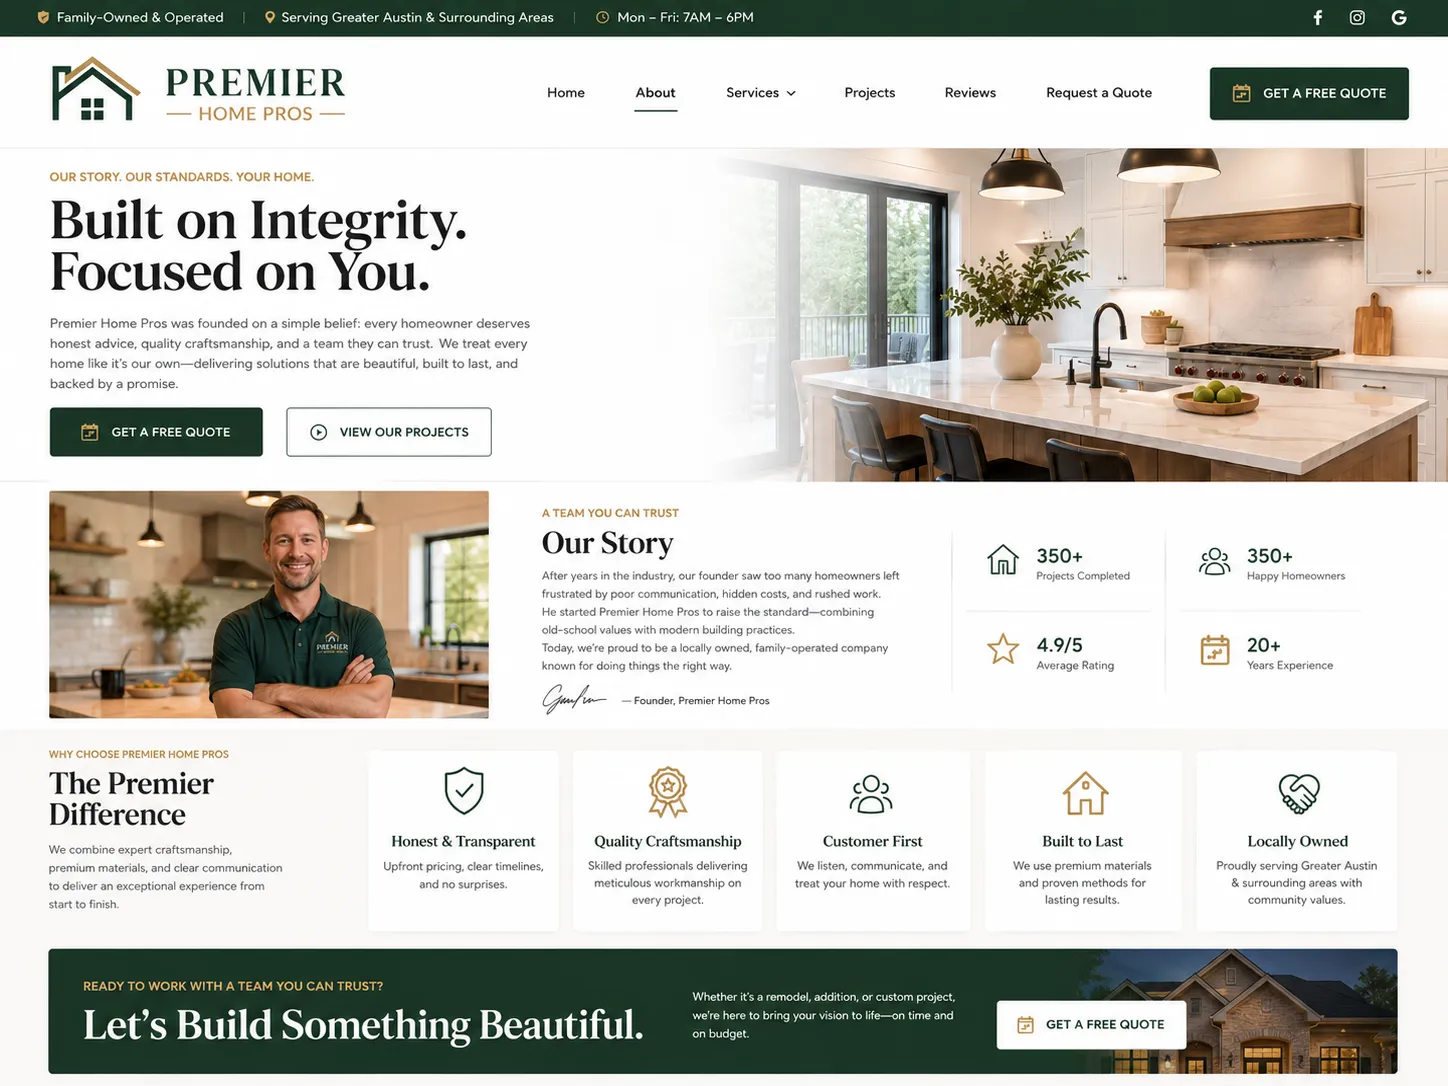 Family-Owned & Operated
Serving Greater Austin & Surrounding Areas
Mon – Fri: 7AM – 6PM
PREMIER
HOME PROS
Home
About
Services
Projects
Reviews
Request a Quote
GET A FREE QUOTE
OUR STORY. OUR STANDARDS. YOUR HOME.
Built on Integrity.
Focused on You.
Premier Home Pros was founded on a simple belief: every homeowner deserves
honest advice, quality craftsmanship, and a team they can trust. We treat every
home like it's our own—delivering solutions that are beautiful, built to last, and
backed by a promise.
GET A FREE QUOTE
VIEW OUR PROJECTS
PREMIER
A TEAM YOU CAN TRUST
Our Story
After years in the industry, our founder saw too many homeowners left
frustrated by poor communication, hidden costs, and rushed work.
He started Premier Home Pros to raise the standard—combining
old-school values with modern building practices.
Today, we're proud to be a locally owned, family-operated company
known for doing things the right way.
— Founder, Premier Home Pros
350+
Projects Completed
350+
Happy Homeowners
4.9/5
Average Rating
20+
Years Experience
WHY CHOOSE PREMIER HOME PROS
The Premier
Difference
We combine expert craftsmanship,
premium materials, and clear communication
to deliver an exceptional experience from
start to finish.
Honest & Transparent
Upfront pricing, clear timelines,
and no surprises.
Quality Craftsmanship
Skilled professionals delivering
meticulous workmanship on
every project.
Customer First
We listen, communicate, and
treat your home with respect.
Built to Last
We use premium materials
and proven methods for
lasting results.
Locally Owned
Proudly serving Greater Austin
& surrounding areas with
community values.
READY TO WORK WITH A TEAM YOU CAN TRUST?
Let's Build Something Beautiful.
Whether it's a remodel, addition, or custom project,
we're here to bring your vision to life—on time and
on budget.
GET A FREE QUOTE